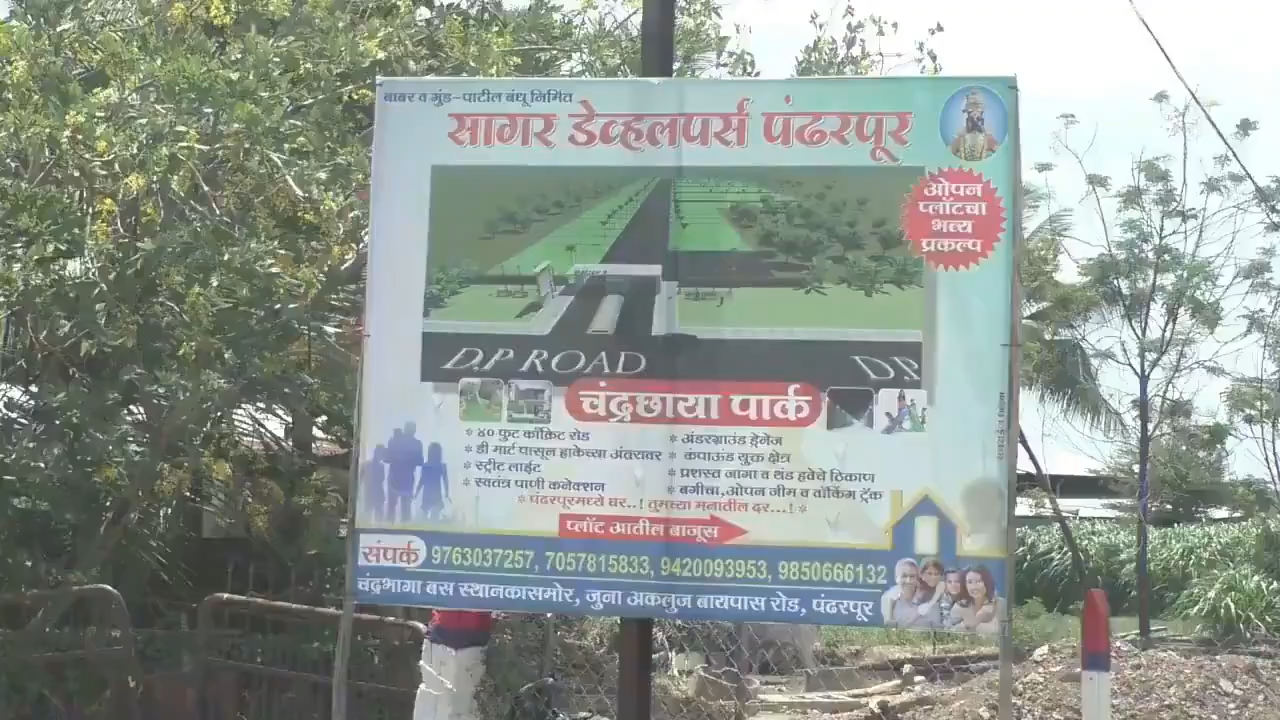 बाबर व गुंड-पाटील बंधू निर्मित
सागर डेव्हलपर्स पंढरपूर
ओपन
प्लॉटचा
भव्य
प्रकल्प
D.P ROAD
D.P
चंद्रछाया पार्क
* ४० फुट काँक्रिट रोड
* डी मार्ट पासून हाकेच्या अंतरावर
* स्ट्रीट लाईट
* स्वतंत्र पाणी कनेक्शन
* अंडरग्राउंड ड्रेनेज
* कंपाऊंड युक्त क्षेत्र
* प्रशस्त जागा व थंड हवेचे ठिकाण
* बगीचा,ओपन जीम व वॉकिंग ट्रॅक
* पंढरपूरमध्ये घर..! तुमच्या मनातील दर...! *
प्लॉट आतील बाजुस
संपर्क 9763037257, 7057815833, 9420093953, 9850666132
चंद्रभागा बस स्थानकासमोर, जुना अकलुज बायपास रोड, पंढरपूर